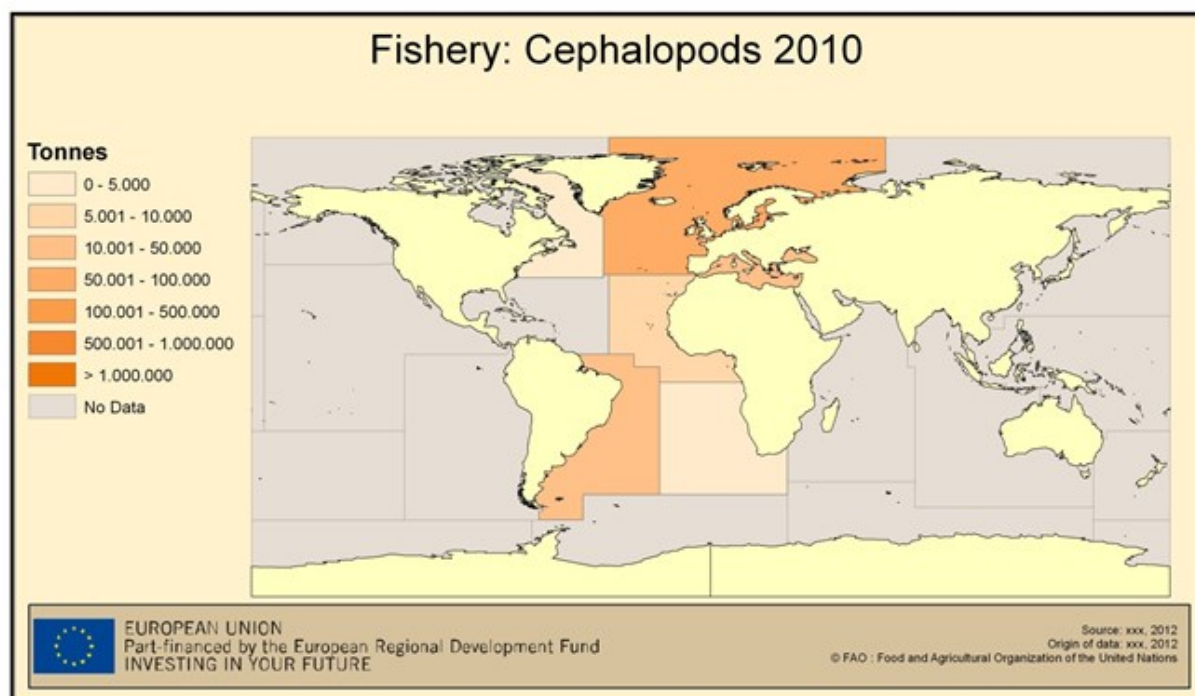 Fishery: Cephalopods 2010
Tonnes
0 - 5.000
5.001 - 10.000
10.001 - 50.000
50.001 - 100.000
100.001 - 500.000
500.001 - 1.000.000
> 1.000.000
No Data
EUROPEAN UNION
Part-financed by the European Regional Development Fund
INVESTING IN YOUR FUTURE
Source: xxx, 2012
Origin of data: xxx, 2012
© FAO : Food and Agricultural Organization of the United Nations